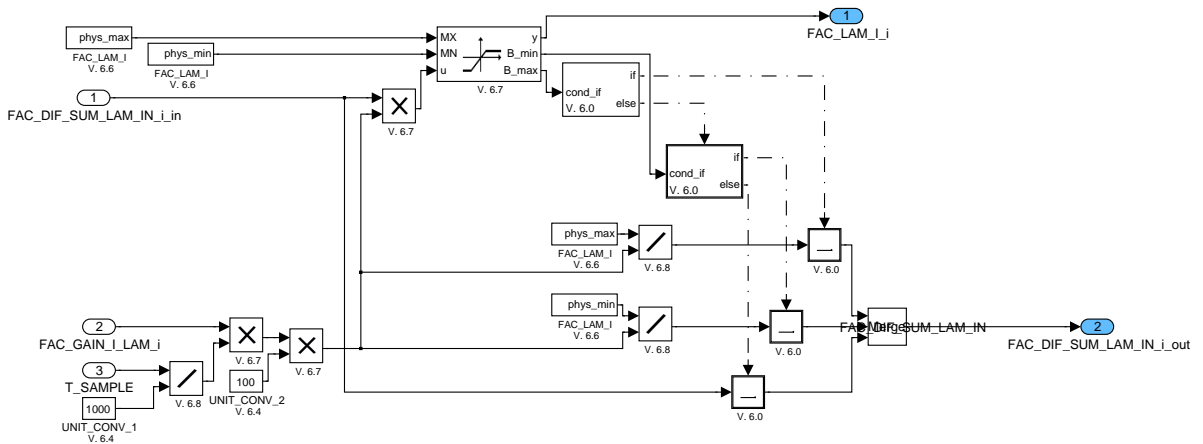 1
FAC_LAM_I_i
phys_max
FAC_LAM_I
V. 6.6
phys_min
FAC_LAM_I
V. 6.6
MX
MN
u
y
B_min
B_max
V. 6.7
1
FAC_DIF_SUM_LAM_IN_i_in
V. 6.7
cond_if
if
else
V. 6.0
cond_if
if
else
V. 6.0
phys_max
FAC_LAM_I
V. 6.6
V. 6.8
V. 6.0
phys_min
FAC_LAM_I
V. 6.6
V. 6.8
V. 6.0
FAC_DIF_SUM_LAM_IN
Merge
2
FAC_DIF_SUM_LAM_IN_i_out
2
FAC_GAIN_I_LAM_i
V. 6.7
V. 6.7
3
T_SAMPLE
V. 6.8
1000
UNIT_CONV_1
V. 6.4
100
UNIT_CONV_2
V. 6.4
V. 6.0